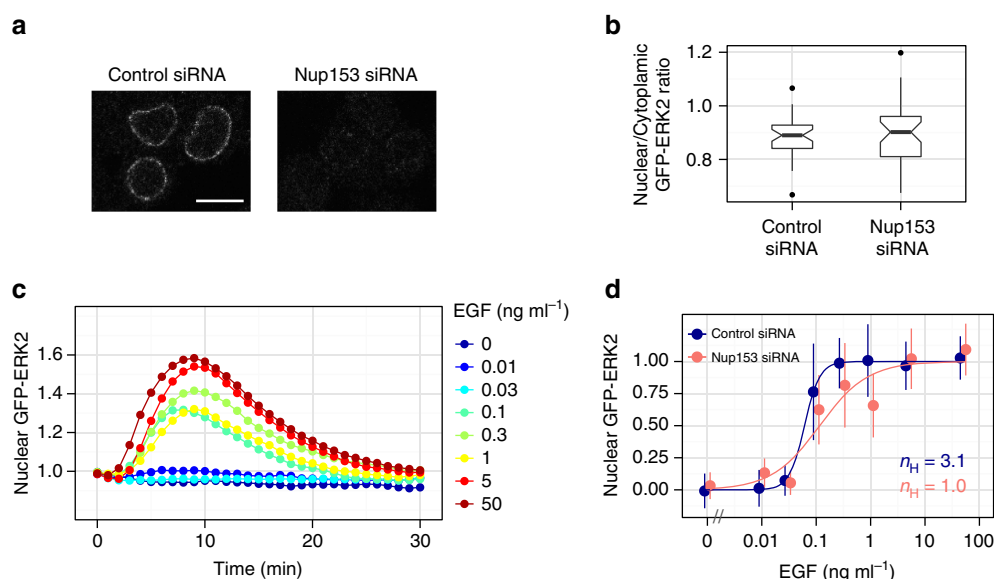 a
Control siRNA
Nup153 siRNA
b
Nuclear/Cytoplamic
GFP-ERK2 ratio
1.2
1.0
0.8
Control
siRNA
Nup153
siRNA
c
Nuclear GFP-ERK2
1.6
1.4
1.2
1.0
0
10
20
30
Time (min)
EGF (ng ml⁻¹)
0
0.01
0.03
0.1
0.3
1
5
50
d
Nuclear GFP-ERK2
1.00
0.75
0.50
0.25
0.00
Control siRNA
Nup153 siRNA
nH = 3.1
nH = 1.0
0 // 0.01 0.1 1 10 100
EGF (ng ml⁻¹)